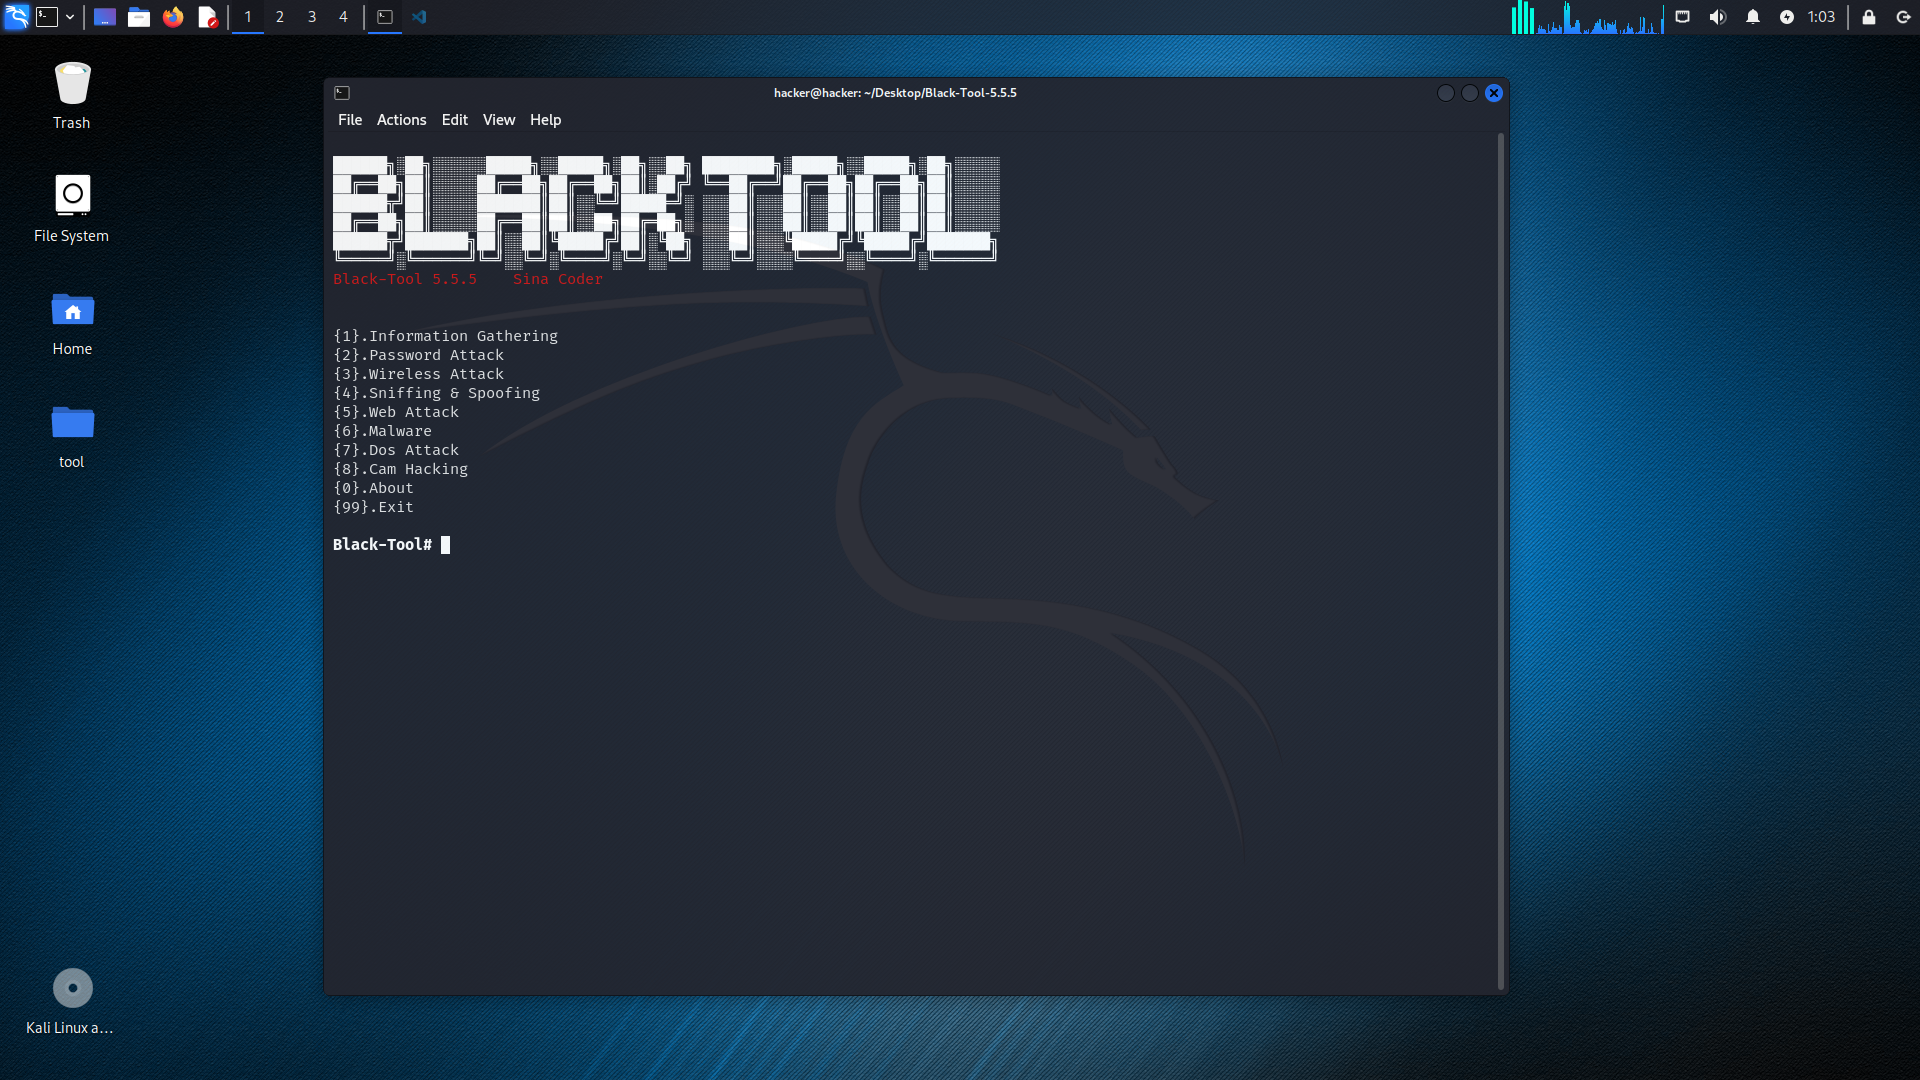 1 2 3 4
1:03
Trash
File System
Home
tool
Kali Linux a...
hacker@hacker: ~/Desktop/Black-Tool-5.5.5
File Actions Edit View Help
BLACK TOOL
Black-Tool 5.5.5 Sina Coder
{1}.Information Gathering
{2}.Password Attack
{3}.Wireless Attack
{4}.Sniffing & Spoofing
{5}.Web Attack
{6}.Malware
{7}.Dos Attack
{8}.Cam Hacking
{0}.About
{99}.Exit
Black-Tool#